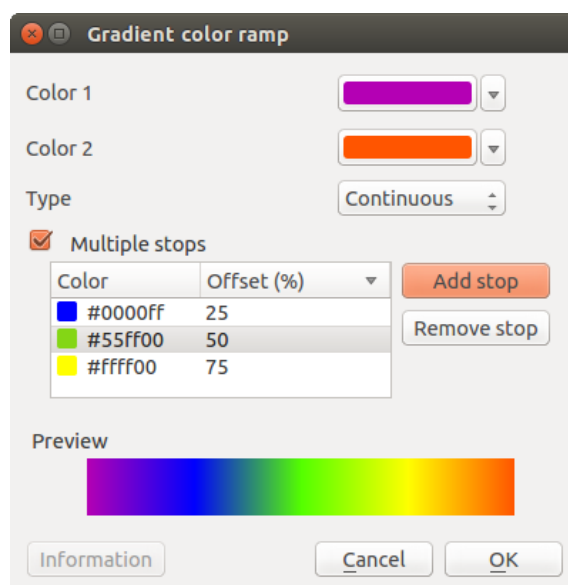 Gradient color ramp
Color 1
Color 2
Type Continuous
Multiple stops
Color Offset (%) Add stop
#0000ff 25
#55ff00 50 Remove stop
#ffff00 75
Preview
Information Cancel OK